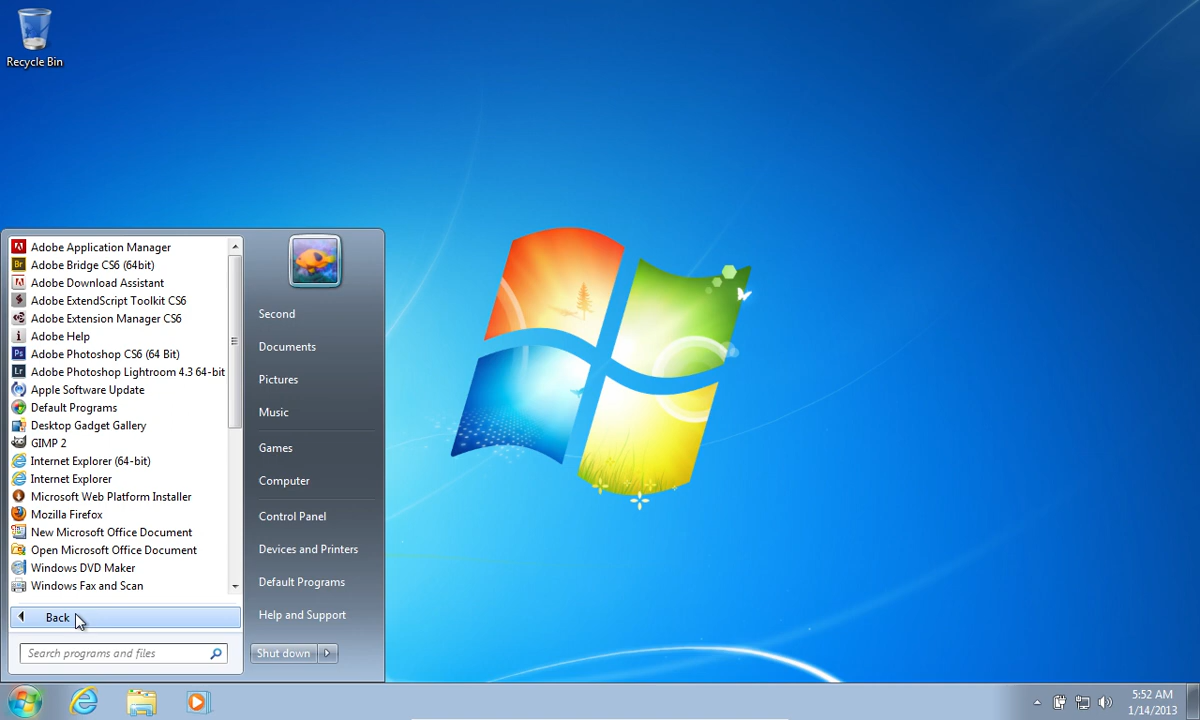 Recycle Bin
Adobe Application Manager
Adobe Bridge CS6 (64bit)
Adobe Download Assistant
Adobe ExtendScript Toolkit CS6
Adobe Extension Manager CS6
Adobe Help
Adobe Photoshop CS6 (64 Bit)
Adobe Photoshop Lightroom 4.3 64-bit
Apple Software Update
Default Programs
Desktop Gadget Gallery
GIMP 2
Internet Explorer (64-bit)
Internet Explorer
Microsoft Web Platform Installer
Mozilla Firefox
New Microsoft Office Document
Open Microsoft Office Document
Windows DVD Maker
Windows Fax and Scan
Back
Search programs and files
Second
Documents
Pictures
Music
Games
Computer
Control Panel
Devices and Printers
Default Programs
Help and Support
Shut down
5:52 AM
1/14/2013
Br
Ps
Lr